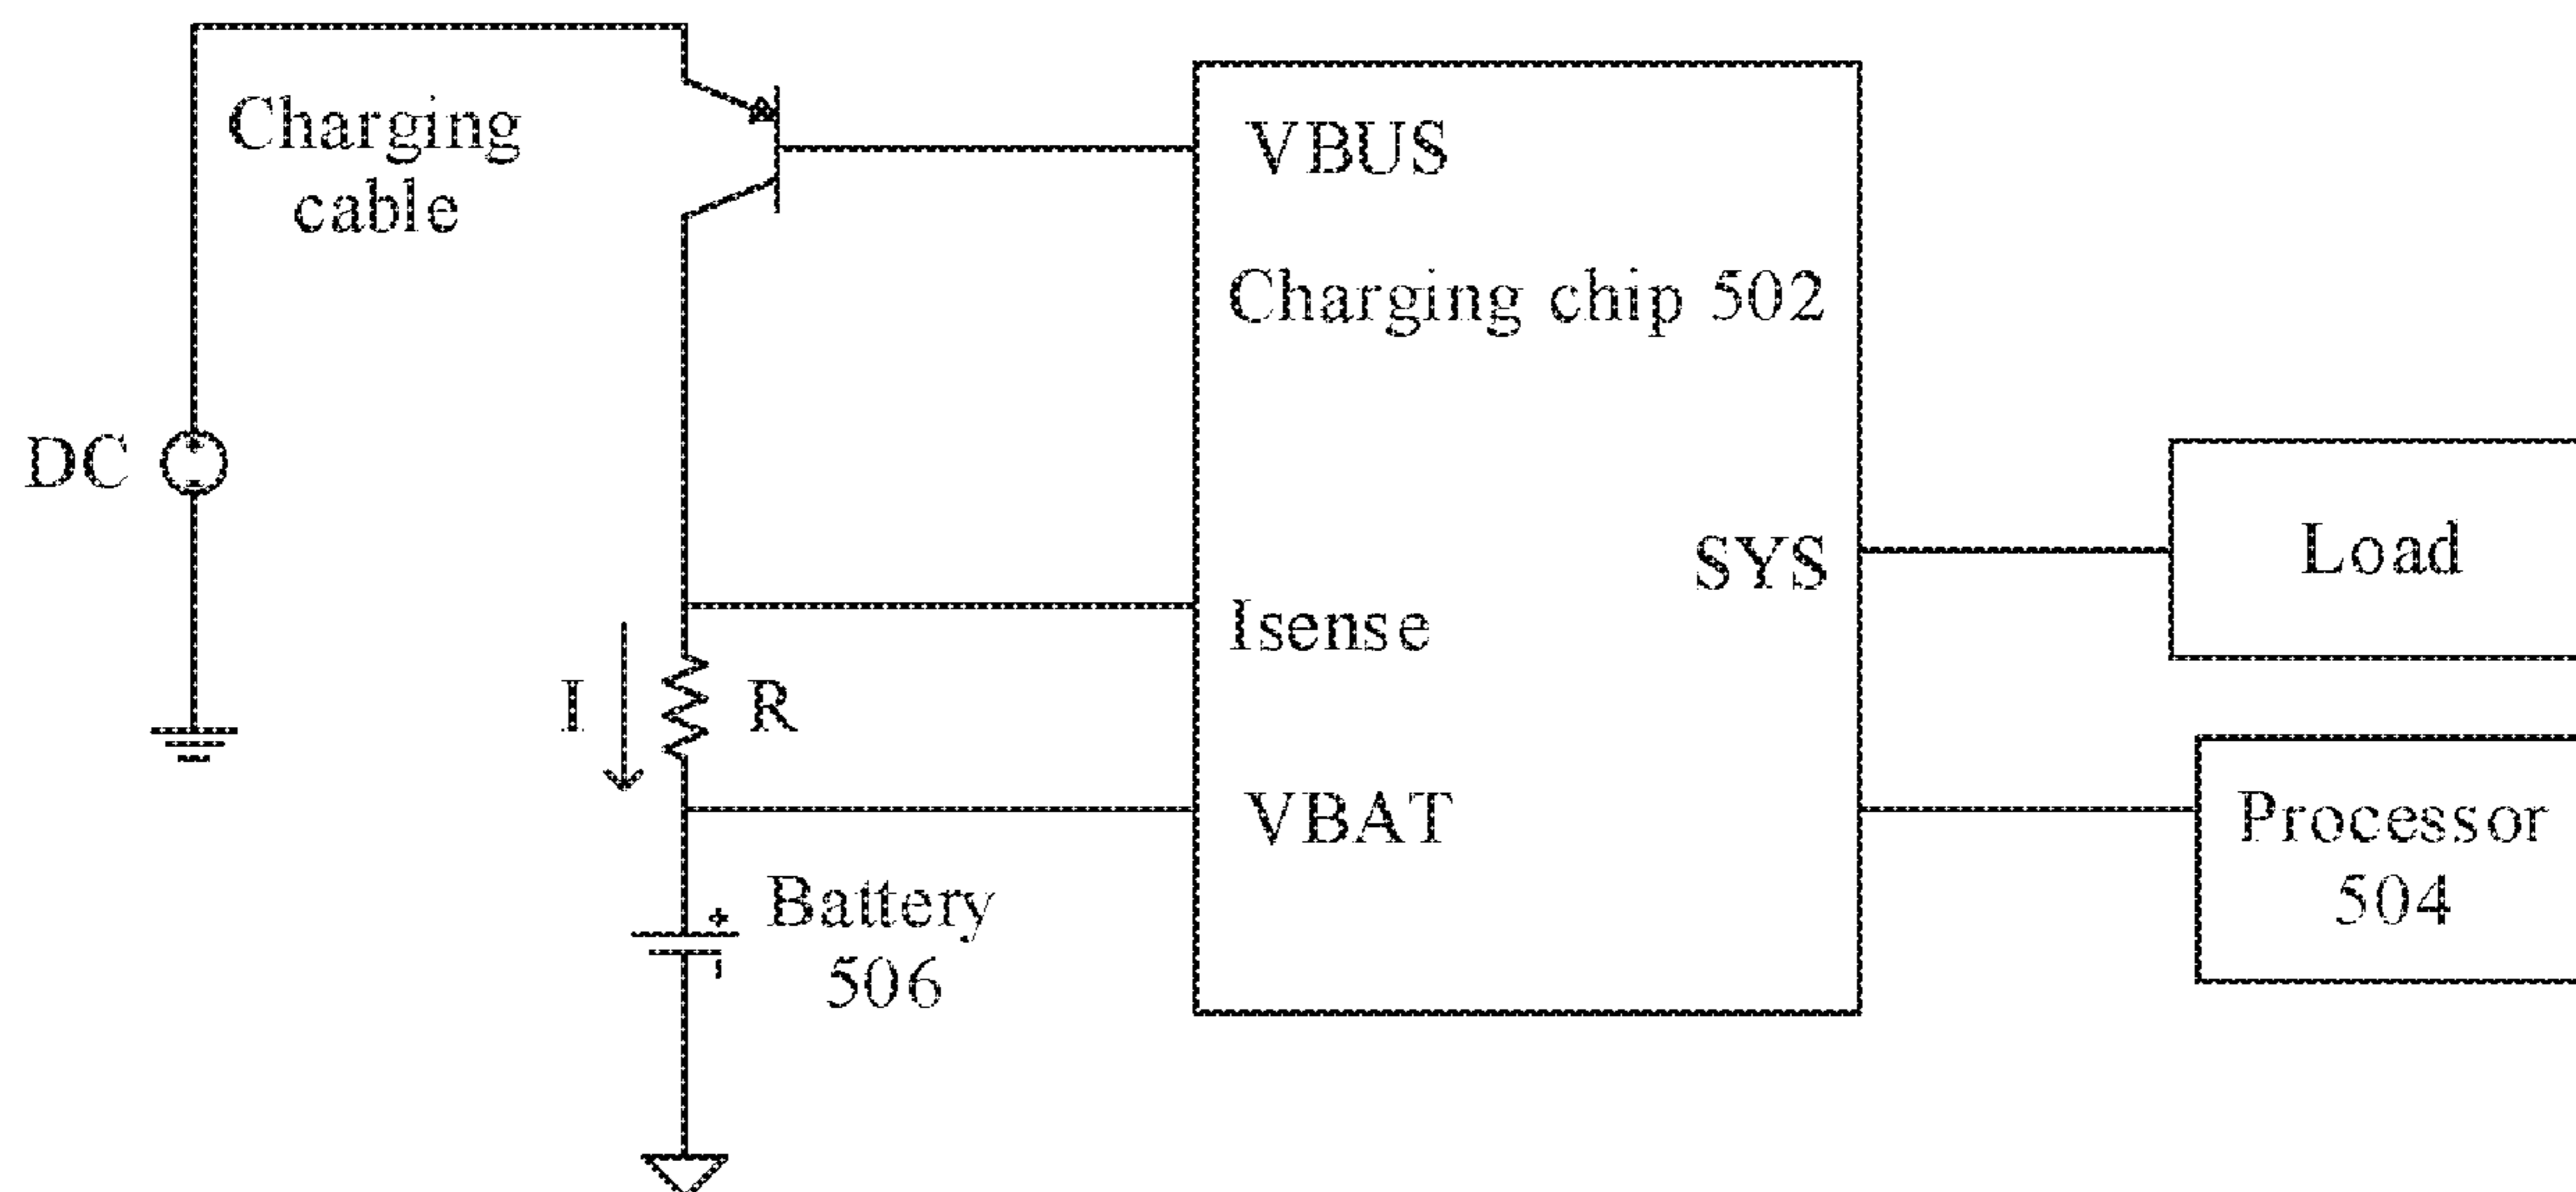 Charging
cable
VBUS
Charging chip 502
DC
SYS
Load
Isense
I
R
VBAT
Processor
504
Battery
506